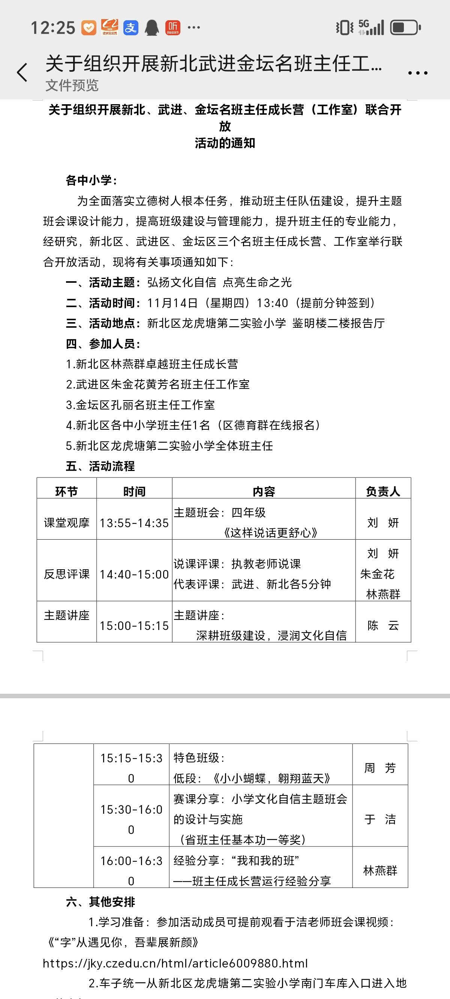 12:25
1688
支
听
818会员节
...
5G
关于组织开展新北武进金坛名班主任工...
文件预览
关于组织开展新北、武进、金坛名班主任成长营（工作室）联合开
放
活动的通知
各中小学：
为全面落实立德树人根本任务，推动班主任队伍建设，提升主题
班会课设计能力，提高班级建设与管理能力，提升班主任的专业能力，
经研究，新北区、武进区、金坛区三个名班主任成长营、工作室举行联
合开放活动，现将有关事项通知如下：
一、活动主题：弘扬文化自信 点亮生命之光
二、活动时间：11月14日（星期四）13:40（提前分钟签到）
三、活动地点：新北区龙虎塘第二实验小学 鉴明楼二楼报告厅
四、参加人员：
1.新北区林燕群卓越班主任成长营
2.武进区朱金花黄芳名班主任工作室
3.金坛区孔丽名班主任工作室
4.新北区各中小学班主任1名（区德育群在线报名）
5.新北区龙虎塘第二实验小学全体班主任
五、活动流程
环节 时间 内容 负责人
课堂观摩 13:55-14:35 主题班会：四年级
《这样说话更舒心》 刘 妍
反思评课 14:40-15:00 说课评课：执教老师说课
代表评课：武进、新北各5分钟
刘 妍
朱金花
林燕群
主题讲座 15:00-15:15 主题讲座：
深耕班级建设，浸润文化自信 陈 云
15:15-15:3
0
特色班级：
低段：《小小蝴蝶，翱翔蓝天》
周 芳
15:30-16:0
0
赛课分享：小学文化自信主题班会
的设计与实施
（省班主任基本功一等奖）
于 洁
16:00-16:3
0
经验分享：“我和我的班”
——班主任成长营运行经验分享
林燕群
六、其他安排
1.学习准备：参加活动成员可提前观看于洁老师班会课视频：
《“字”从遇见你，吾辈展新颜》
https://jky.czedu.cn/html/article6009880.html
2.车子统一从新北区龙虎塘第二实验小学南门车库入口进入地